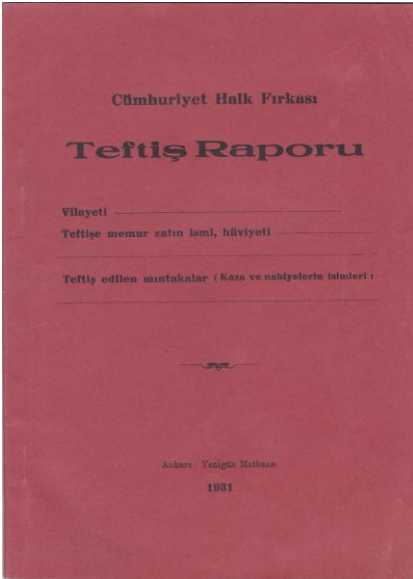 Cümhuriyet Halk Fırkası
Teftiş Raporu
Vilayeti
Teftişe memur zatın ismi, hüviyeti
Teftiş edilen mıntakalar ( Kaza ve nahiyelerin isimleri :
Ankara: Yenigün Matbaası
1931